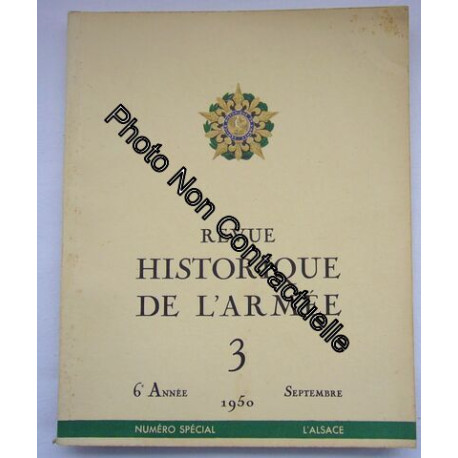 Photo Non Contractuelle
REVUE
HISTORIQUE
DE L'ARMÉE
3
6e ANNÉE SEPTEMBRE
1950
NUMÉRO SPÉCIAL L'ALSACE